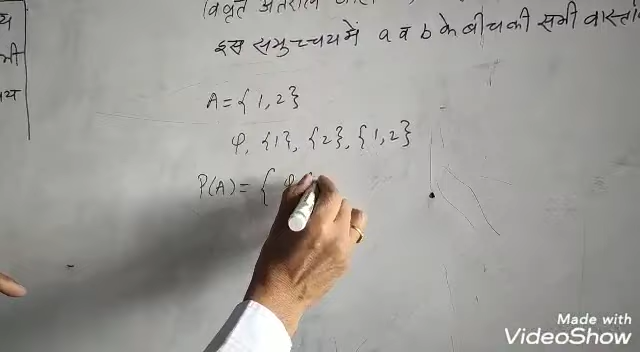 विवृत अंतराल
इस समुच्चय में a व b के बीच की सभी
A = { 1, 2 }
φ, {1}, {2}, {1, 2}
P(A) = { φ
Made with
VideoShow